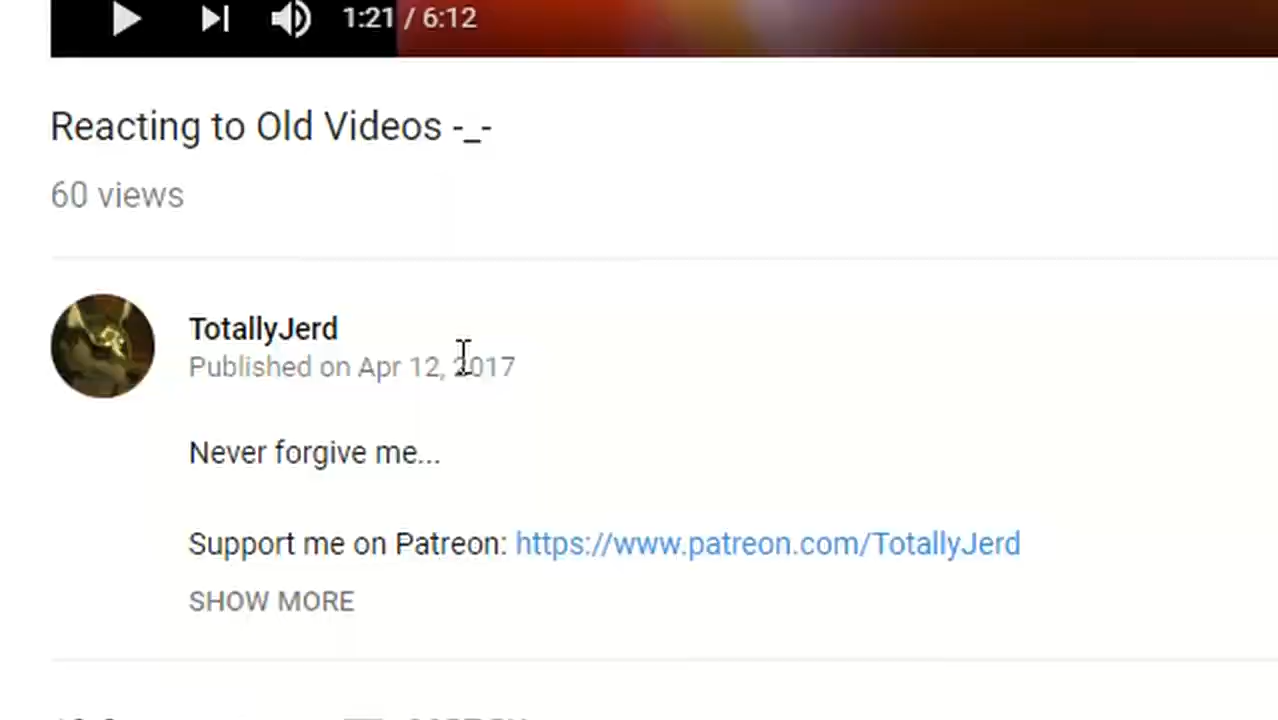 1:21 / 6:12
Reacting to Old Videos -_-
60 views
TotallyJerd
Published on Apr 12, 2017
Never forgive me...
Support me on Patreon: https://www.patreon.com/TotallyJerd
SHOW MORE